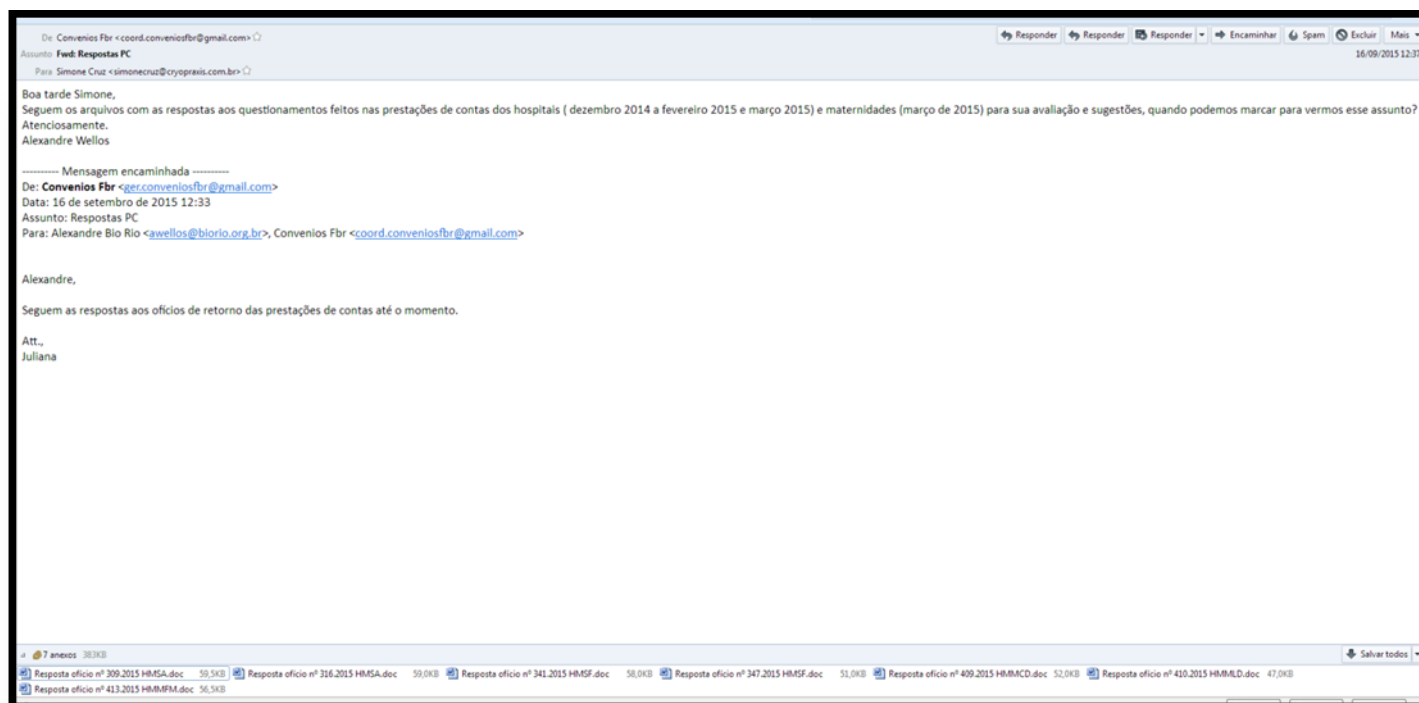 De Convenios Fbr <coord.conveniosfbr@gmail.com>
Responder Responder Responder Encaminhar Spam Excluir Mais
Assunto Fwd: Respostas PC
16/09/2015 12:37
Para Simone Cruz <simonecruz@cryopraxis.com.br>
Boa tarde Simone,
Seguem os arquivos com as respostas aos questionamentos feitos nas prestações de contas dos hospitais ( dezembro 2014 a fevereiro 2015 e março 2015) e maternidades (março de 2015) para sua avaliação e sugestões, quando podemos marcar para vermos esse assunto?
Atenciosamente.
Alexandre Wellos
---------- Mensagem encaminhada ----------
De: Convenios Fbr <ger.conveniosfbr@gmail.com>
Data: 16 de setembro de 2015 12:33
Assunto: Respostas PC
Para: Alexandre Bio Rio <awellos@biorio.org.br>, Convenios Fbr <coord.conveniosfbr@gmail.com>
Alexandre,
Seguem as respostas aos ofícios de retorno das prestações de contas até o momento.
Att.,
Juliana
7 anexos 383KB Salvar todos
Resposta ofício nº 309.2015 HMSA.doc 59,5KB Resposta ofício nº 316.2015 HMSA.doc 59,0KB Resposta ofício nº 341.2015 HMSF.doc 58,0KB Resposta ofício nº 347.2015 HMSF.doc 51,0KB Resposta ofício nº 409.2015 HMMCD.doc 52,0KB Resposta ofício nº 410.2015 HMMLD.doc 47,0KB
Resposta ofício nº 413.2015 HMMFM.doc 56,5KB